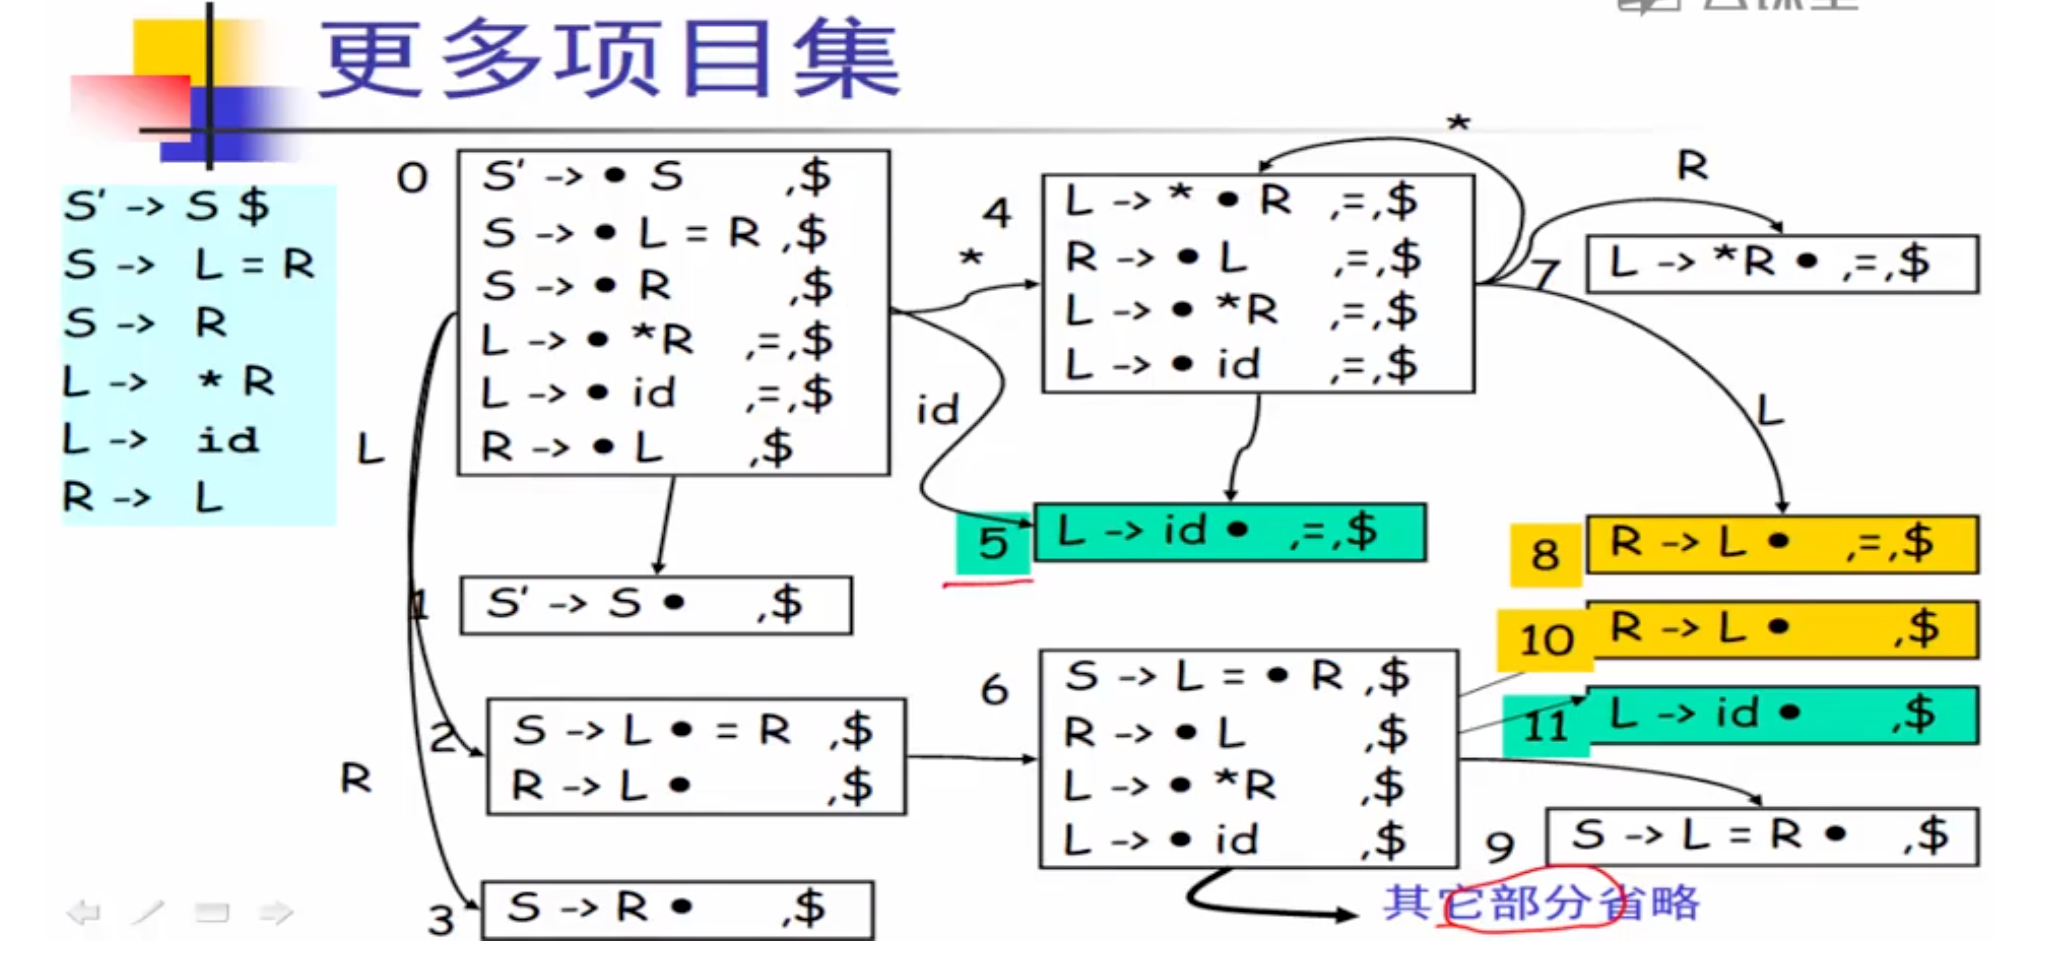 更多项目集
S' -> S $
S -> L = R
S -> R
L -> * R
L -> id
R -> L
0
S' -> • S ,$
S -> • L = R ,$
S -> • R ,$
L -> • *R ,=,$
L -> • id ,=,$
R -> • L ,$
L
R
*
id
1
S' -> S • ,$
2
S -> L • = R ,$
R -> L • ,$
3
S -> R • ,$
4
L -> * • R ,=,$
R -> • L ,=,$
L -> • *R ,=,$
L -> • id ,=,$
*
R
L
5
L -> id • ,=,$
6
S -> L = • R ,$
R -> • L ,$
L -> • *R ,$
L -> • id ,$
7
L -> *R • ,=,$
8
R -> L • ,=,$
10
R -> L • ,$
11
L -> id • ,$
9
S -> L = R • ,$
其它部分省略